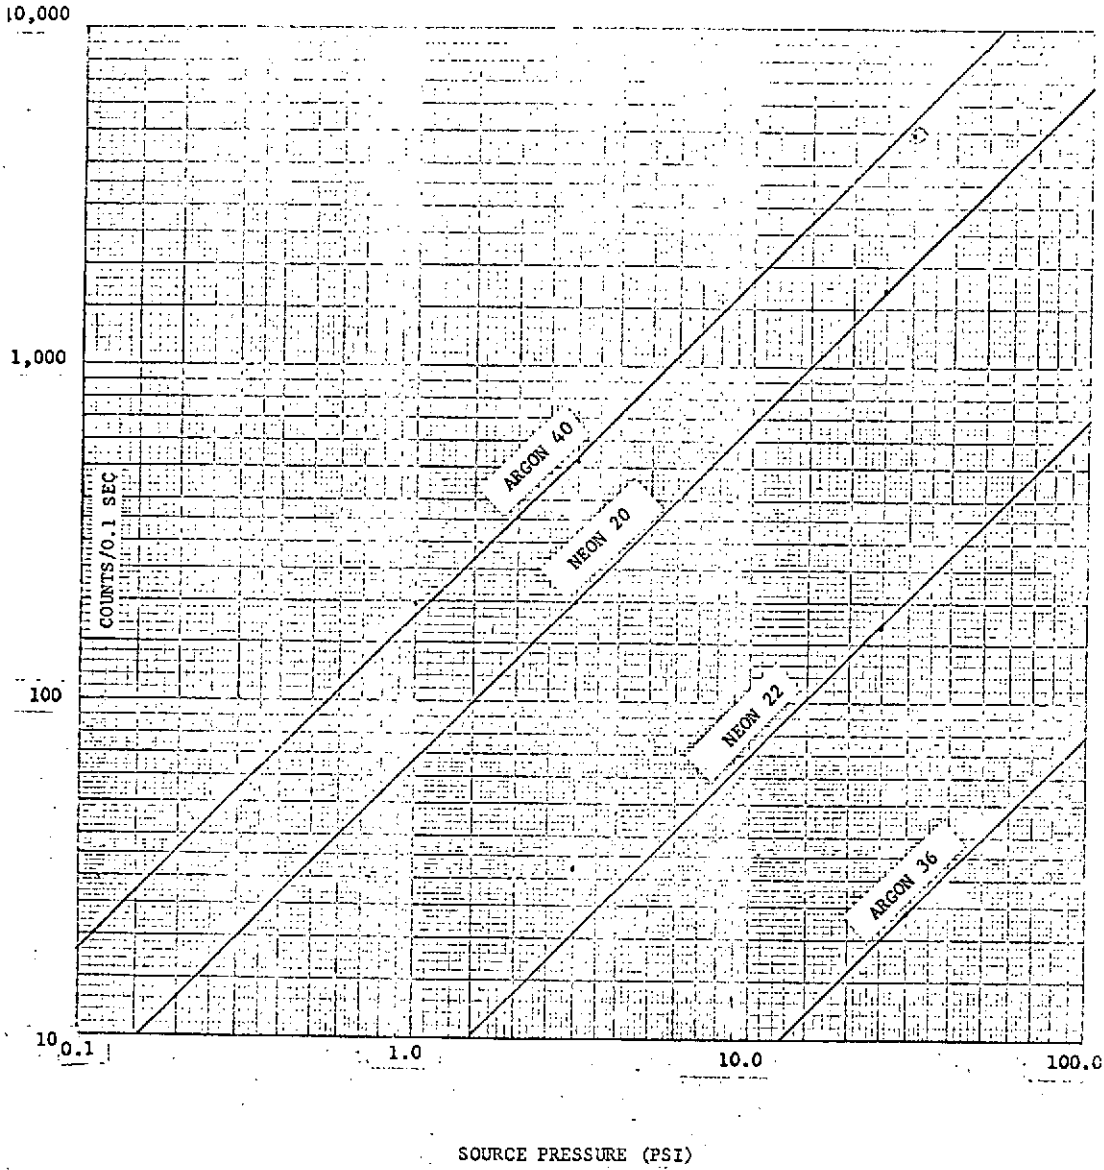 10,000
1,000
100
10
COUNTS/0.1 SEC
ARGON 40
NEON 20
NEON 22
ARGON 36
0.1
1.0
10.0
100.0
SOURCE PRESSURE (PSI)